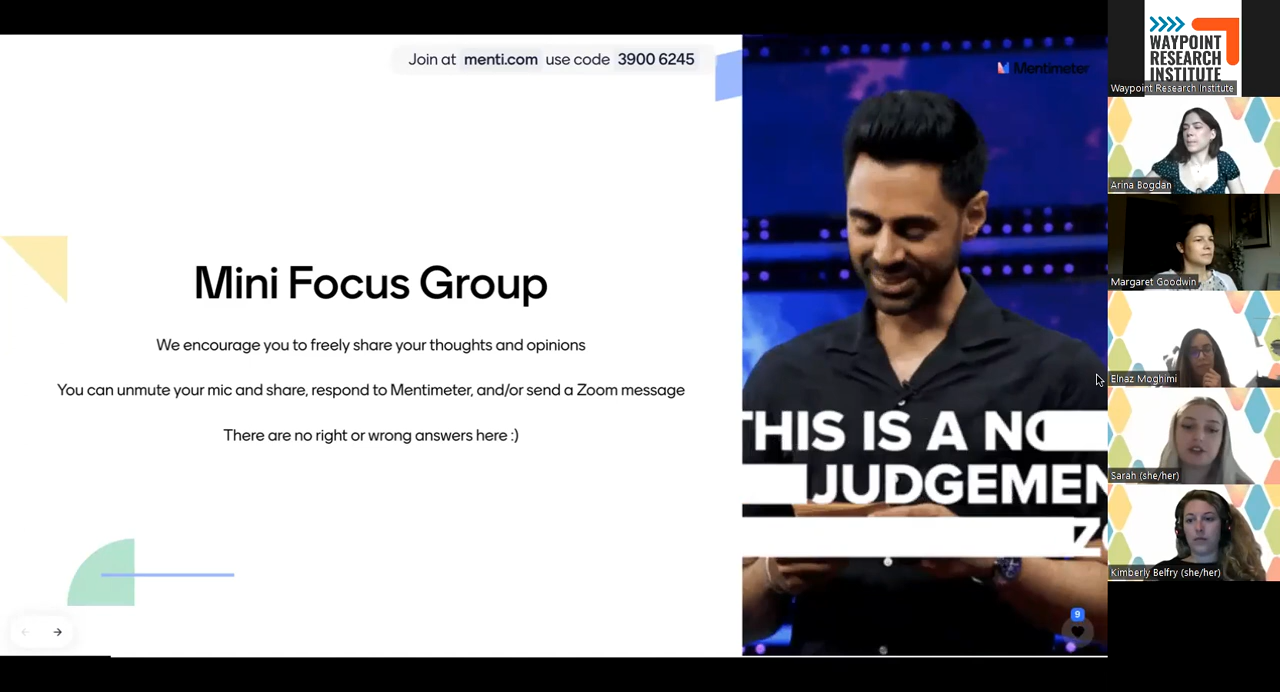 Join at menti.com use code 3900 6245
Mini Focus Group
We encourage you to freely share your thoughts and opinions
You can unmute your mic and share, respond to Mentimeter, and/or send a Zoom message
There are no right or wrong answers here :)
Mentimeter
THIS IS A NO
JUDGEMEN
ZO
9
WAYPOINT
RESEARCH
INSTITUTE
Waypoint Research Institute
Arina Bogdan
Margaret Goodwin
Elnaz Moghimi
Sarah (she/her)
Kimberly Belfry (she/her)